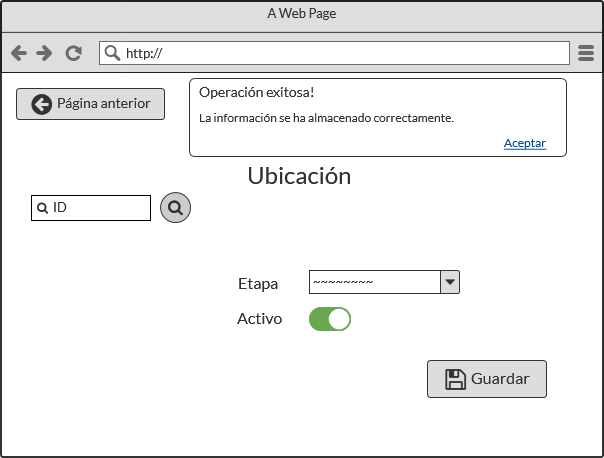 A Web Page
http://
Página anterior
Operación exitosa!
La información se ha almacenado correctamente.
Aceptar
Ubicación
ID
Etapa
~~~~~~~~
Activo
Guardar